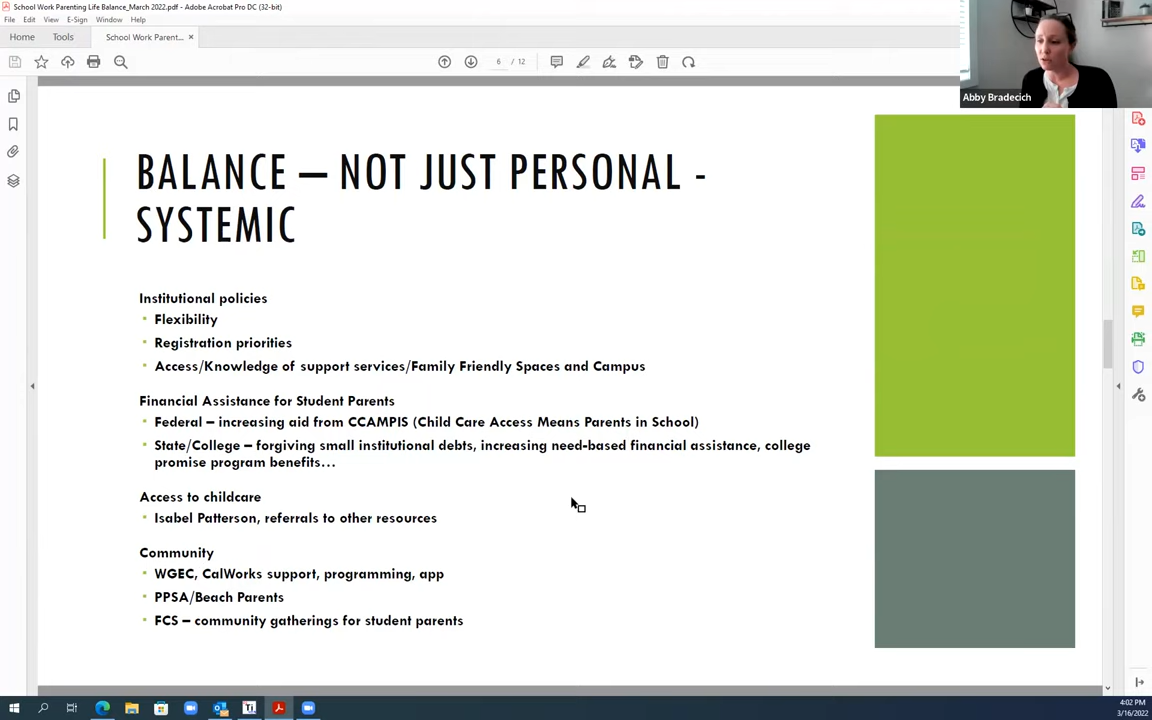 School Work Parenting Life Balance_March 2022.pdf - Adobe Acrobat Pro DC (32-bit)
File Edit View E-Sign Window Help
Home Tools School Work Parent... ×
6 / 12
Abby Bradecich
BALANCE – NOT JUST PERSONAL -
SYSTEMIC
Institutional policies
▪ Flexibility
▪ Registration priorities
▪ Access/Knowledge of support services/Family Friendly Spaces and Campus
Financial Assistance for Student Parents
▪ Federal – increasing aid from CCAMPIS (Child Care Access Means Parents in School)
▪ State/College – forgiving small institutional debts, increasing need-based financial assistance, college
promise program benefits...
Access to childcare
▪ Isabel Patterson, referrals to other resources
Community
▪ WGEC, CalWorks support, programming, app
▪ PPSA/Beach Parents
▪ FCS – community gatherings for student parents
Ti
4:02 PM
3/16/2022